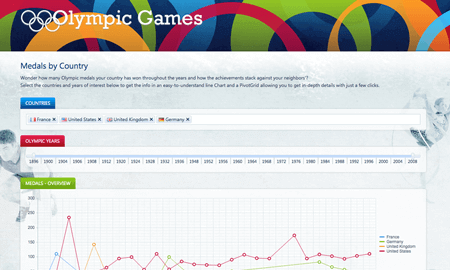 Olympic Games
Medals by Country
Wonder how many Olympic medals your country has won throughout the years and how the achievements stack against your neighbors'?
Select the countries and years of interest below to get the info in an easy-to-understand line Chart and a PivotGrid allowing you to get in-depth details with just a few clicks.
COUNTRIES
France × United States × United Kingdom × Germany ×
OLYMPIC YEARS
1896 1900 1904 1906 1908 1912 1920 1924 1928 1932 1936 1948 1952 1956 1960 1964 1968 1972 1976 1980 1984 1988 1992 1996 2000 2004 2008
MEDALS - OVERVIEW
300
250
200
150
100
France
Germany
United Kingdom
United States